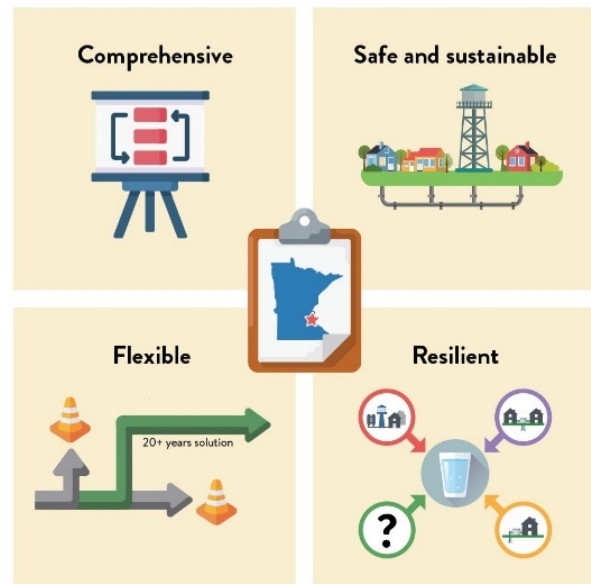 Comprehensive
Safe and sustainable
Flexible
20+ years solution
Resilient
?